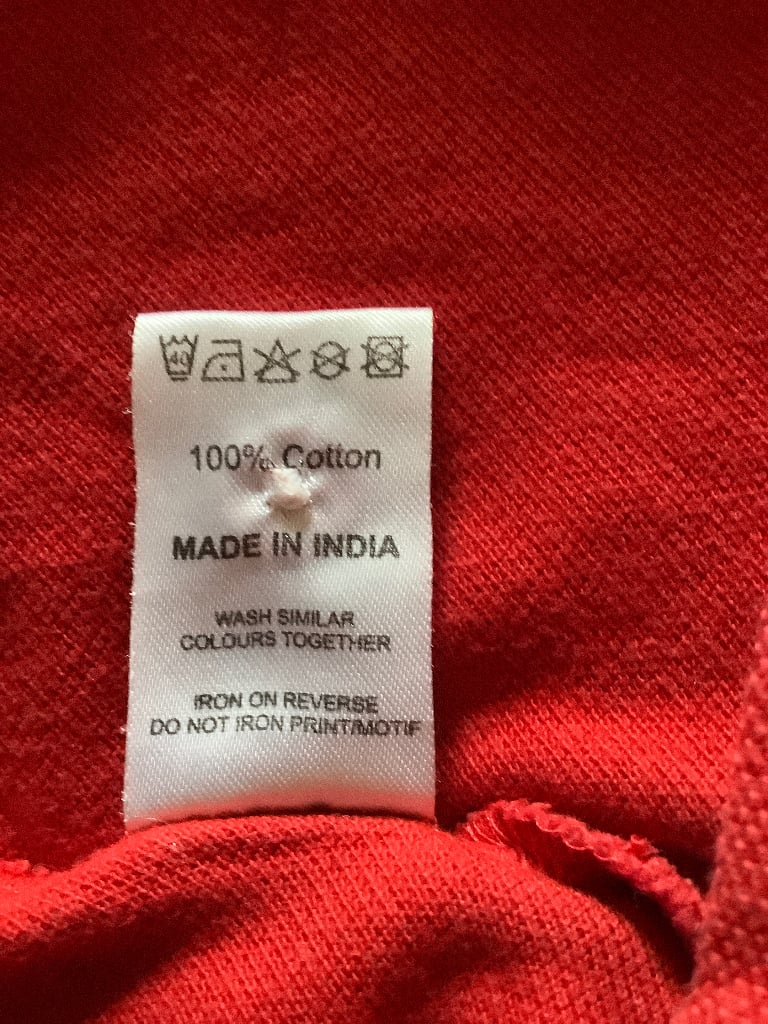 40
100% Cotton
MADE IN INDIA
WASH SIMILAR
COLOURS TOGETHER
IRON ON REVERSE
DO NOT IRON PRINT/MOTIF